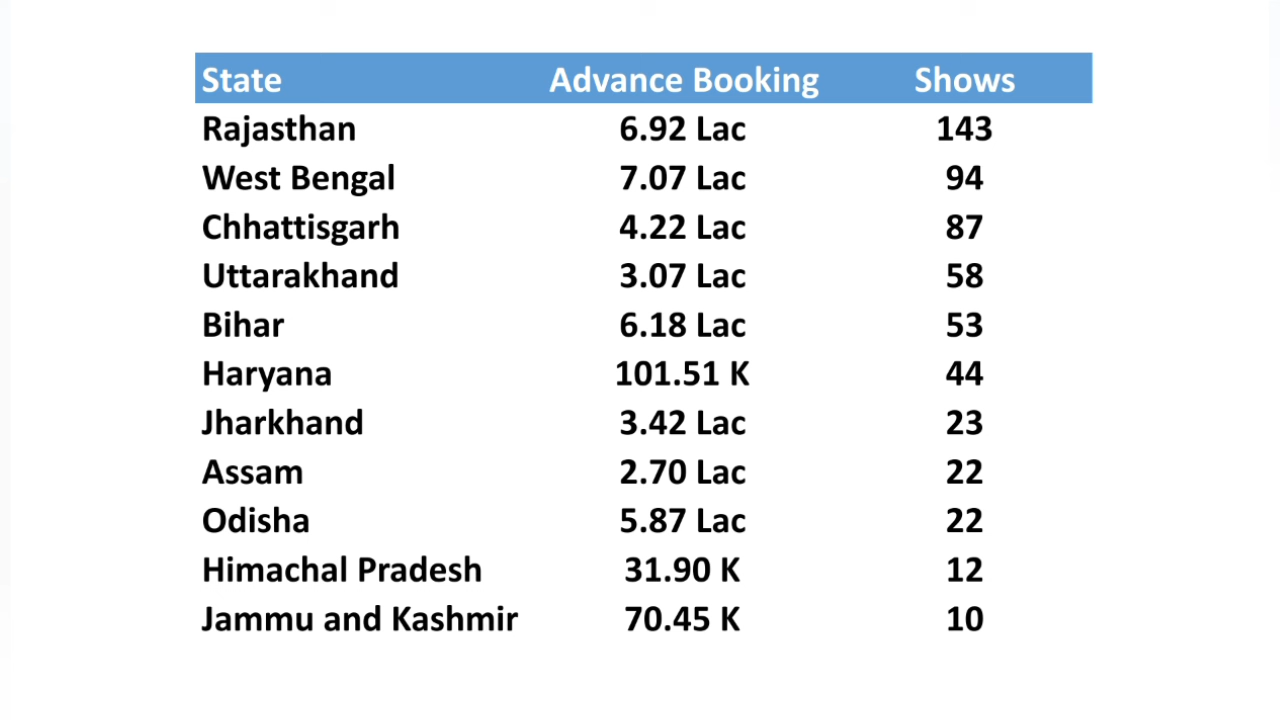 State Advance Booking Shows
Rajasthan 6.92 Lac 143
West Bengal 7.07 Lac 94
Chhattisgarh 4.22 Lac 87
Uttarakhand 3.07 Lac 58
Bihar 6.18 Lac 53
Haryana 101.51 K 44
Jharkhand 3.42 Lac 23
Assam 2.70 Lac 22
Odisha 5.87 Lac 22
Himachal Pradesh 31.90 K 12
Jammu and Kashmir 70.45 K 10